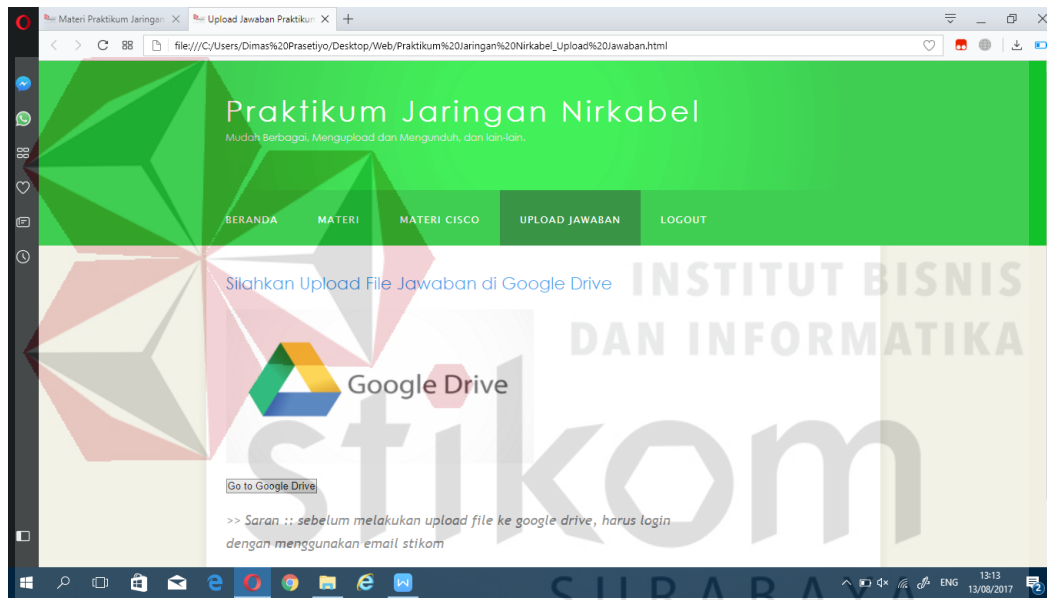 Materi Praktikum Jaringan
Upload Jawaban Praktikun
file:///C:/Users/Dimas%20Prasetiyo/Desktop/Web/Praktikum%20Jaringan%20Nirkabel_Upload%20Jawaban.html
Praktikum Jaringan Nirkabel
Mudah Berbagai, Mengupload dan Mengunduh, dan lain-lain.
BERANDA MATERI MATERI CISCO UPLOAD JAWABAN LOGOUT
Silahkan Upload File Jawaban di Google Drive
INSTITUT BISNIS
DAN INFORMATIKA
Google Drive
stikom
Go to Google Drive
>> Saran :: sebelum melakukan upload file ke google drive, harus login
dengan menggunakan email stikom
SURABAYA
ENG
13:13
13/08/2017
2